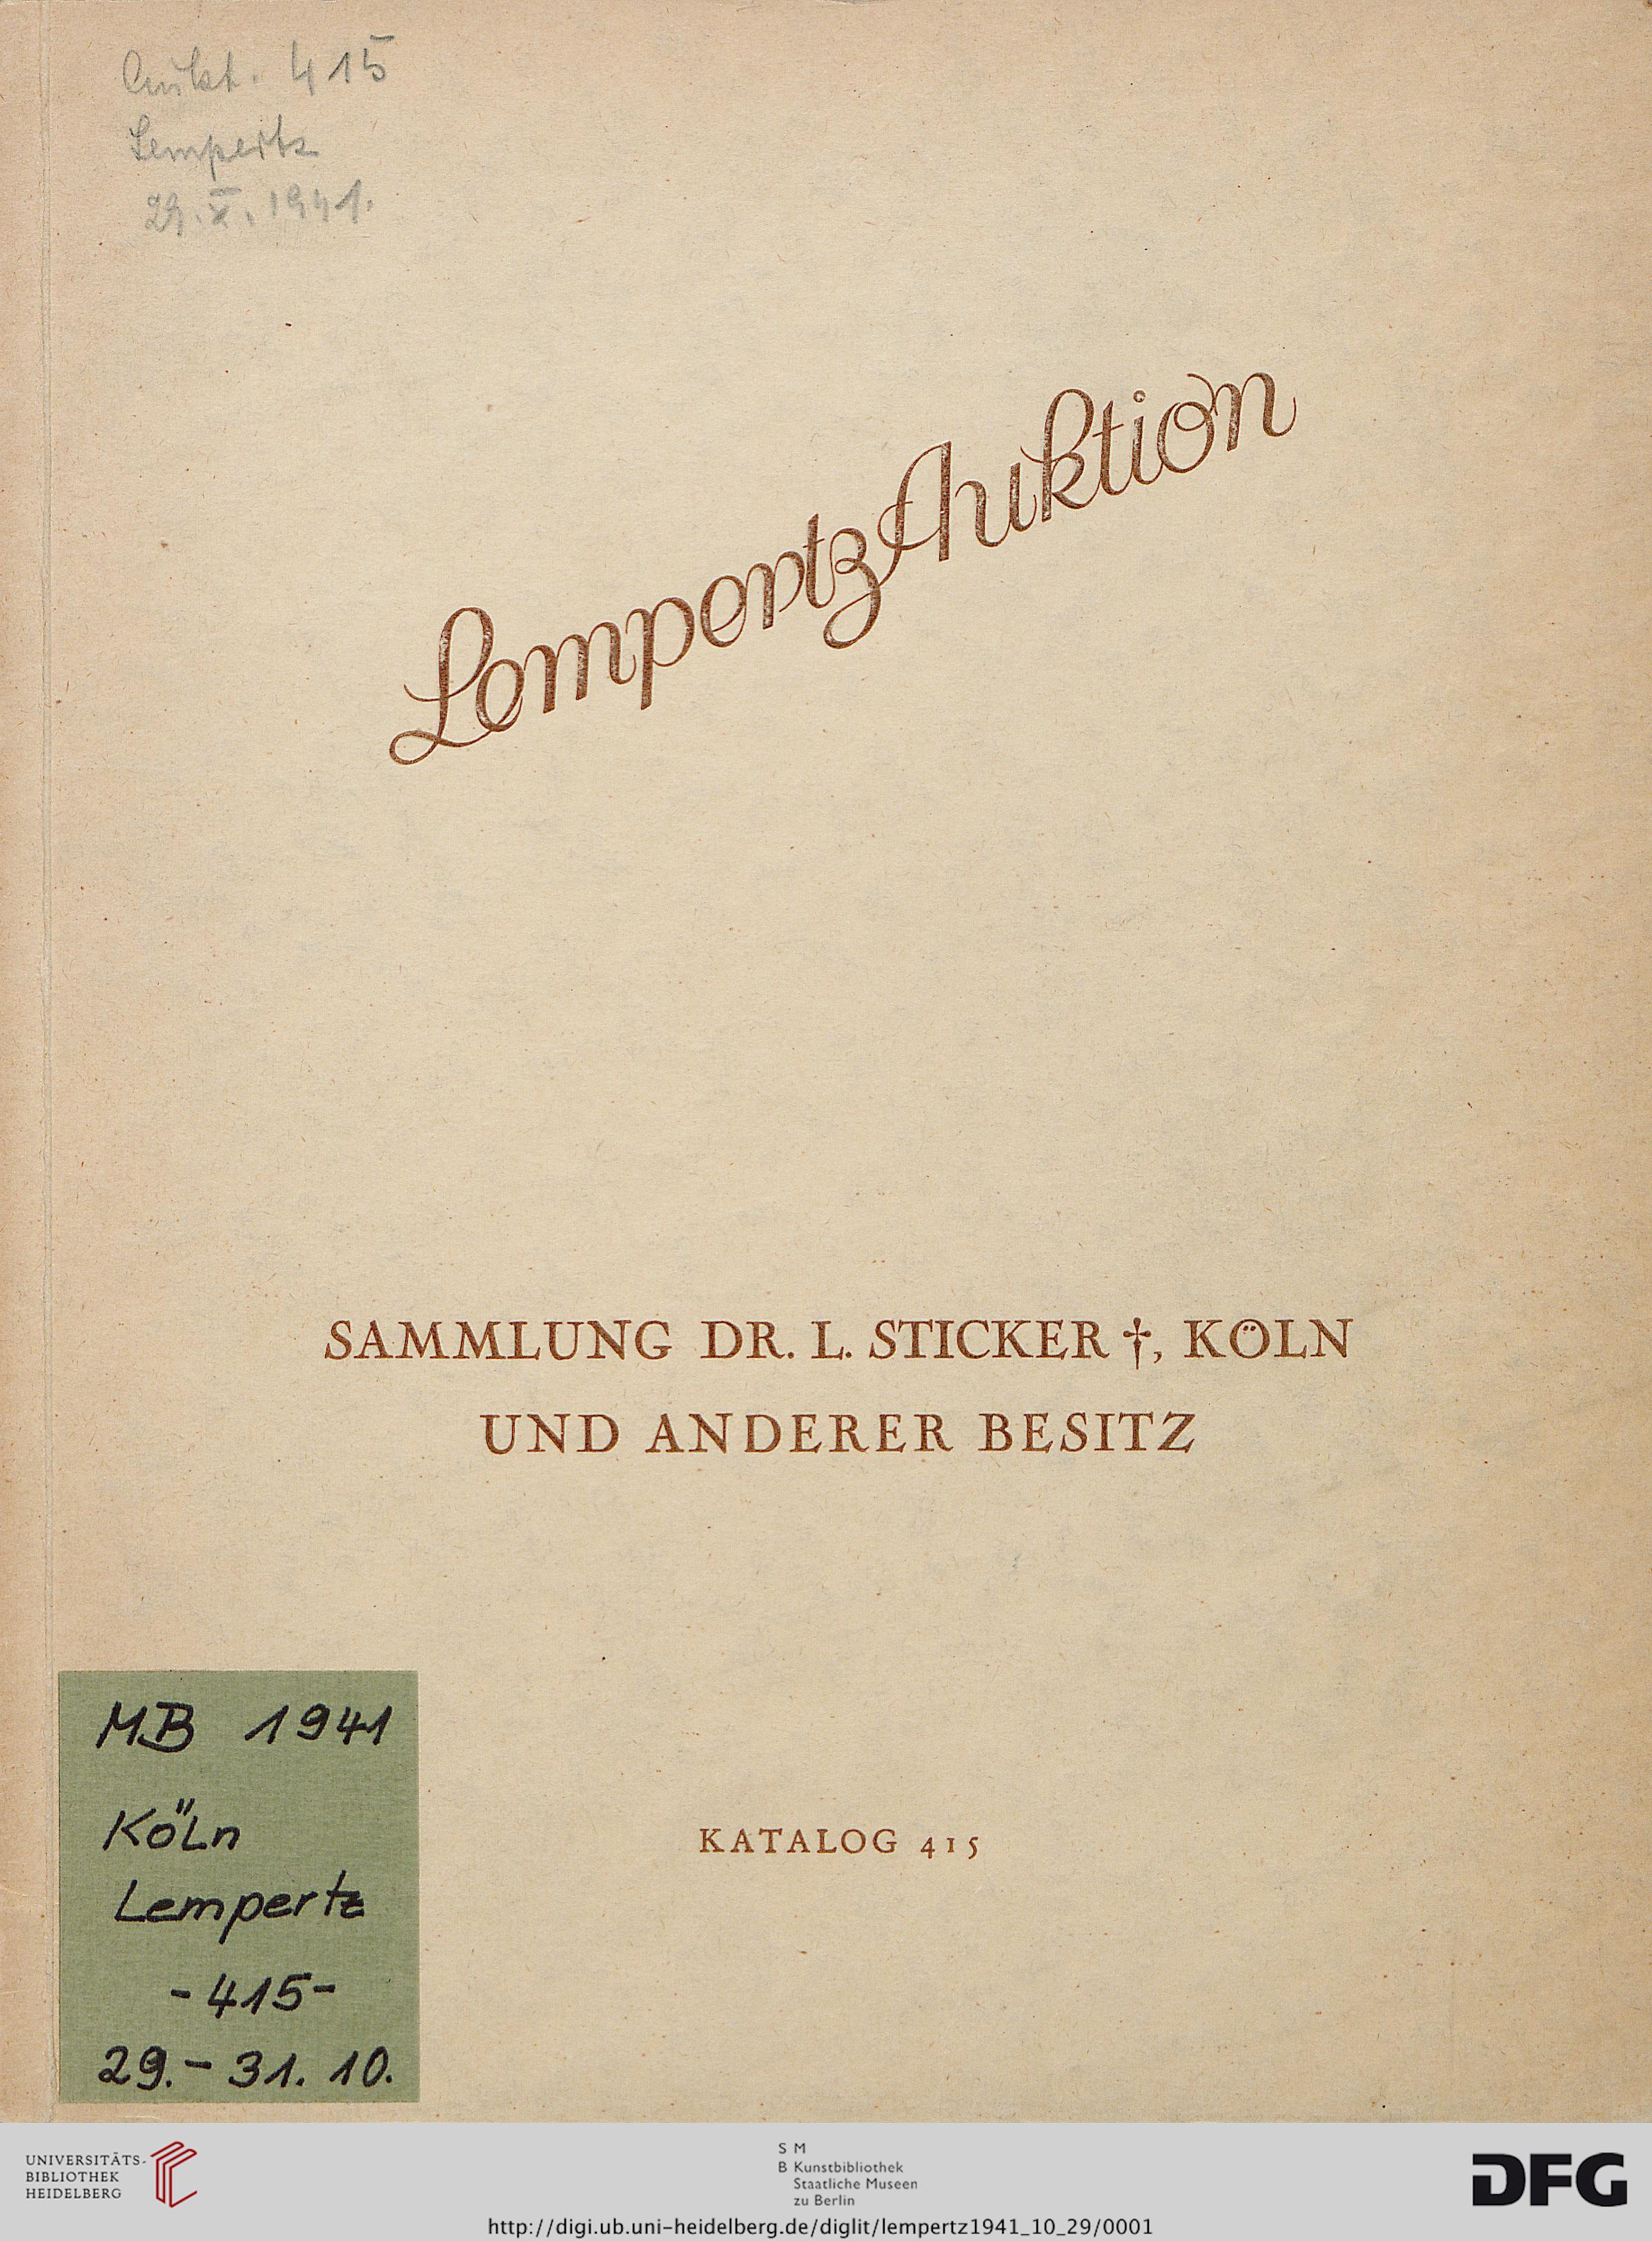 Aukt. 415
Lempertz
29.X.1941.
Lempertz Auktion
SAMMLUNG DR. L. STICKER †, KÖLN
UND ANDERER BESITZ
KATALOG 415
MB 1941
Köln
Lempertz
-415-
29.- 31. 10.
UNIVERSITÄTS-
BIBLIOTHEK
HEIDELBERG
S M
B Kunstbibliothek
Staatliche Museen
zu Berlin
DFG
http://digi.ub.uni-heidelberg.de/diglit/lempertz1941_10_29/0001